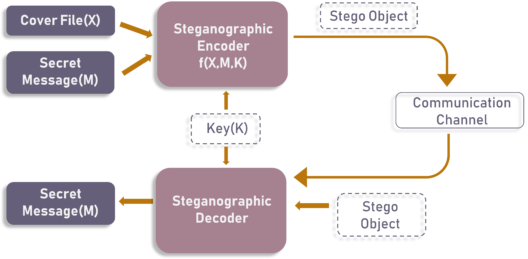 Cover File(X)
Secret
Message(M)
Steganographic
Encoder
f(X,M,K)
Stego Object
Communication
Channel
Key(K)
Secret
Message(M)
Steganographic
Decoder
Stego
Object